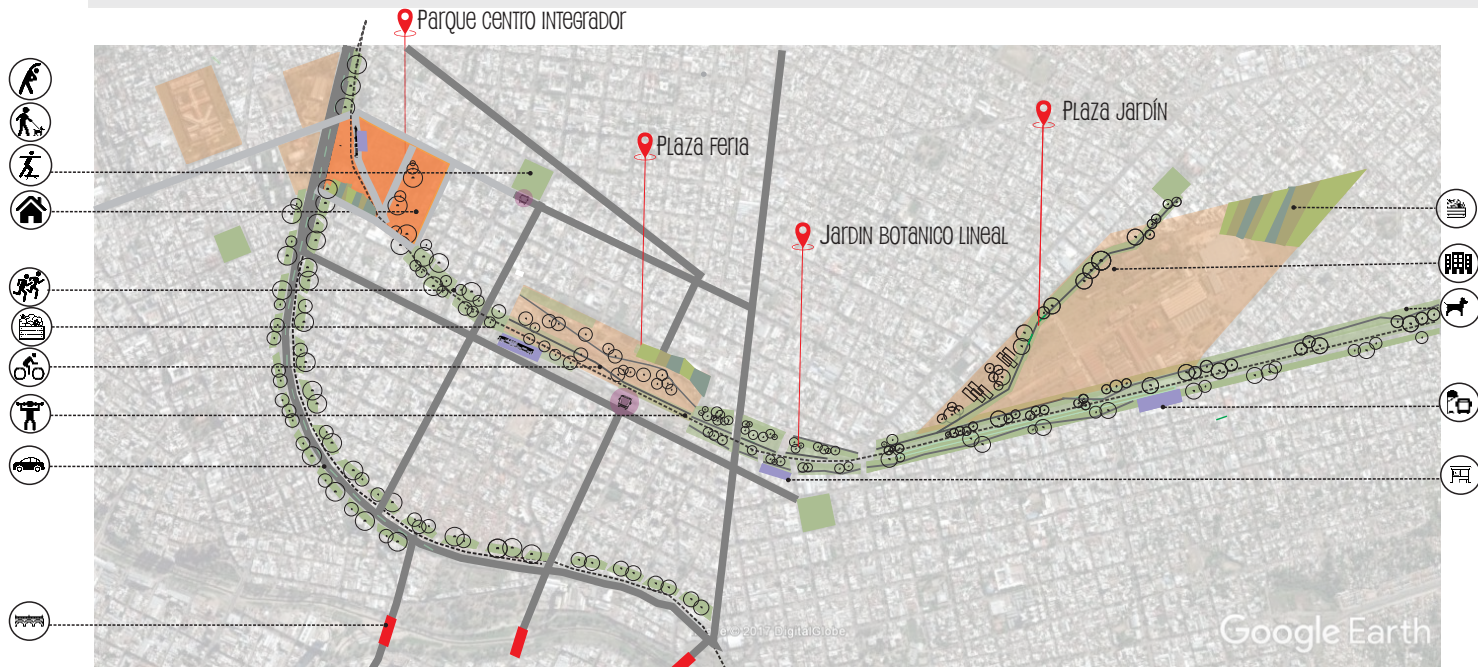 Parque centro integrador
Plaza feria
Plaza Jardín
Jardin Botanico Lineal
© 2017 DigitalGlobe
Google Earth